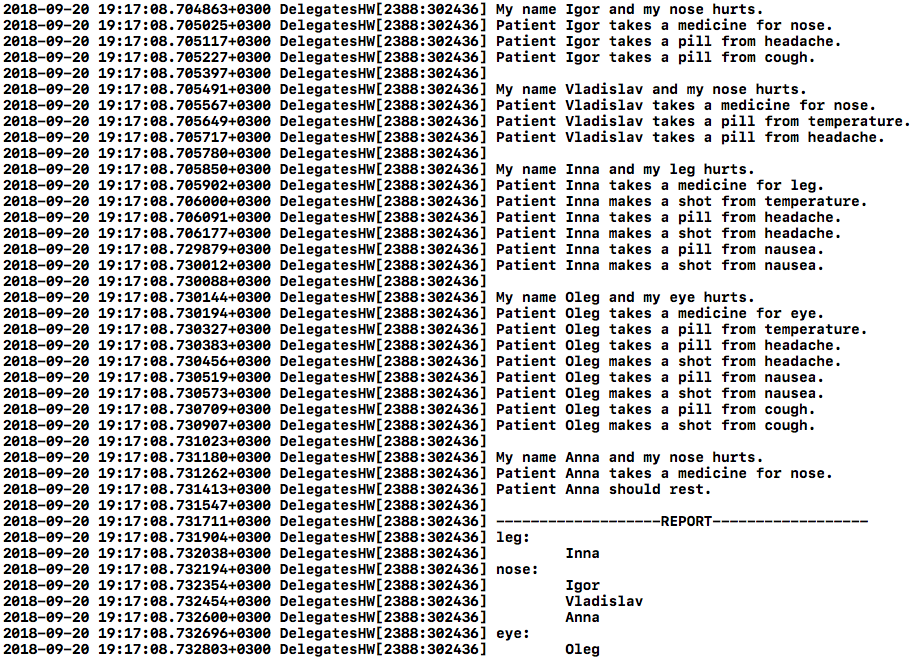 2018-09-20 19:17:08.704863+0300 DelegatesHW[2388:302436] My name Igor and my nose hurts.
2018-09-20 19:17:08.705025+0300 DelegatesHW[2388:302436] Patient Igor takes a medicine for nose.
2018-09-20 19:17:08.705117+0300 DelegatesHW[2388:302436] Patient Igor takes a pill from headache.
2018-09-20 19:17:08.705227+0300 DelegatesHW[2388:302436] Patient Igor takes a pill from cough.
2018-09-20 19:17:08.705397+0300 DelegatesHW[2388:302436]
2018-09-20 19:17:08.705491+0300 DelegatesHW[2388:302436] My name Vladislav and my nose hurts.
2018-09-20 19:17:08.705567+0300 DelegatesHW[2388:302436] Patient Vladislav takes a medicine for nose.
2018-09-20 19:17:08.705649+0300 DelegatesHW[2388:302436] Patient Vladislav takes a pill from temperature.
2018-09-20 19:17:08.705717+0300 DelegatesHW[2388:302436] Patient Vladislav takes a pill from headache.
2018-09-20 19:17:08.705780+0300 DelegatesHW[2388:302436]
2018-09-20 19:17:08.705850+0300 DelegatesHW[2388:302436] My name Inna and my leg hurts.
2018-09-20 19:17:08.705902+0300 DelegatesHW[2388:302436] Patient Inna takes a medicine for leg.
2018-09-20 19:17:08.706000+0300 DelegatesHW[2388:302436] Patient Inna makes a shot from temperature.
2018-09-20 19:17:08.706091+0300 DelegatesHW[2388:302436] Patient Inna takes a pill from headache.
2018-09-20 19:17:08.706177+0300 DelegatesHW[2388:302436] Patient Inna makes a shot from headache.
2018-09-20 19:17:08.729879+0300 DelegatesHW[2388:302436] Patient Inna takes a pill from nausea.
2018-09-20 19:17:08.730012+0300 DelegatesHW[2388:302436] Patient Inna makes a shot from nausea.
2018-09-20 19:17:08.730088+0300 DelegatesHW[2388:302436]
2018-09-20 19:17:08.730144+0300 DelegatesHW[2388:302436] My name Oleg and my eye hurts.
2018-09-20 19:17:08.730194+0300 DelegatesHW[2388:302436] Patient Oleg takes a medicine for eye.
2018-09-20 19:17:08.730327+0300 DelegatesHW[2388:302436] Patient Oleg takes a pill from temperature.
2018-09-20 19:17:08.730383+0300 DelegatesHW[2388:302436] Patient Oleg takes a pill from headache.
2018-09-20 19:17:08.730456+0300 DelegatesHW[2388:302436] Patient Oleg makes a shot from headache.
2018-09-20 19:17:08.730519+0300 DelegatesHW[2388:302436] Patient Oleg takes a pill from nausea.
2018-09-20 19:17:08.730573+0300 DelegatesHW[2388:302436] Patient Oleg makes a shot from nausea.
2018-09-20 19:17:08.730709+0300 DelegatesHW[2388:302436] Patient Oleg takes a pill from cough.
2018-09-20 19:17:08.730907+0300 DelegatesHW[2388:302436] Patient Oleg makes a shot from cough.
2018-09-20 19:17:08.731023+0300 DelegatesHW[2388:302436]
2018-09-20 19:17:08.731180+0300 DelegatesHW[2388:302436] My name Anna and my nose hurts.
2018-09-20 19:17:08.731262+0300 DelegatesHW[2388:302436] Patient Anna takes a medicine for nose.
2018-09-20 19:17:08.731413+0300 DelegatesHW[2388:302436] Patient Anna should rest.
2018-09-20 19:17:08.731547+0300 DelegatesHW[2388:302436]
2018-09-20 19:17:08.731711+0300 DelegatesHW[2388:302436] -------------------REPORT------------------
2018-09-20 19:17:08.731904+0300 DelegatesHW[2388:302436] leg:
2018-09-20 19:17:08.732038+0300 DelegatesHW[2388:302436]         Inna
2018-09-20 19:17:08.732194+0300 DelegatesHW[2388:302436] nose:
2018-09-20 19:17:08.732354+0300 DelegatesHW[2388:302436]         Igor
2018-09-20 19:17:08.732454+0300 DelegatesHW[2388:302436]         Vladislav
2018-09-20 19:17:08.732600+0300 DelegatesHW[2388:302436]         Anna
2018-09-20 19:17:08.732696+0300 DelegatesHW[2388:302436] eye:
2018-09-20 19:17:08.732803+0300 DelegatesHW[2388:302436]         Oleg